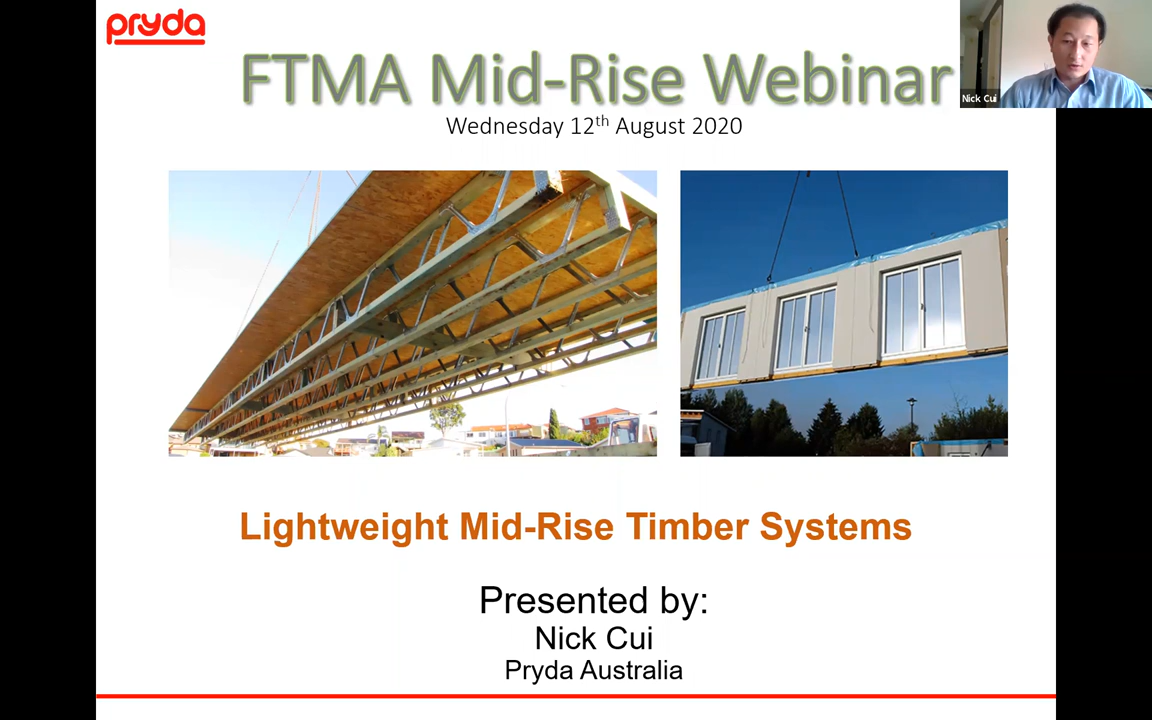 pryda
FTMA Mid-Rise Webinar
Nick Cui
Wednesday 12th August 2020
Lightweight Mid-Rise Timber Systems
Presented by:
Nick Cui
Pryda Australia